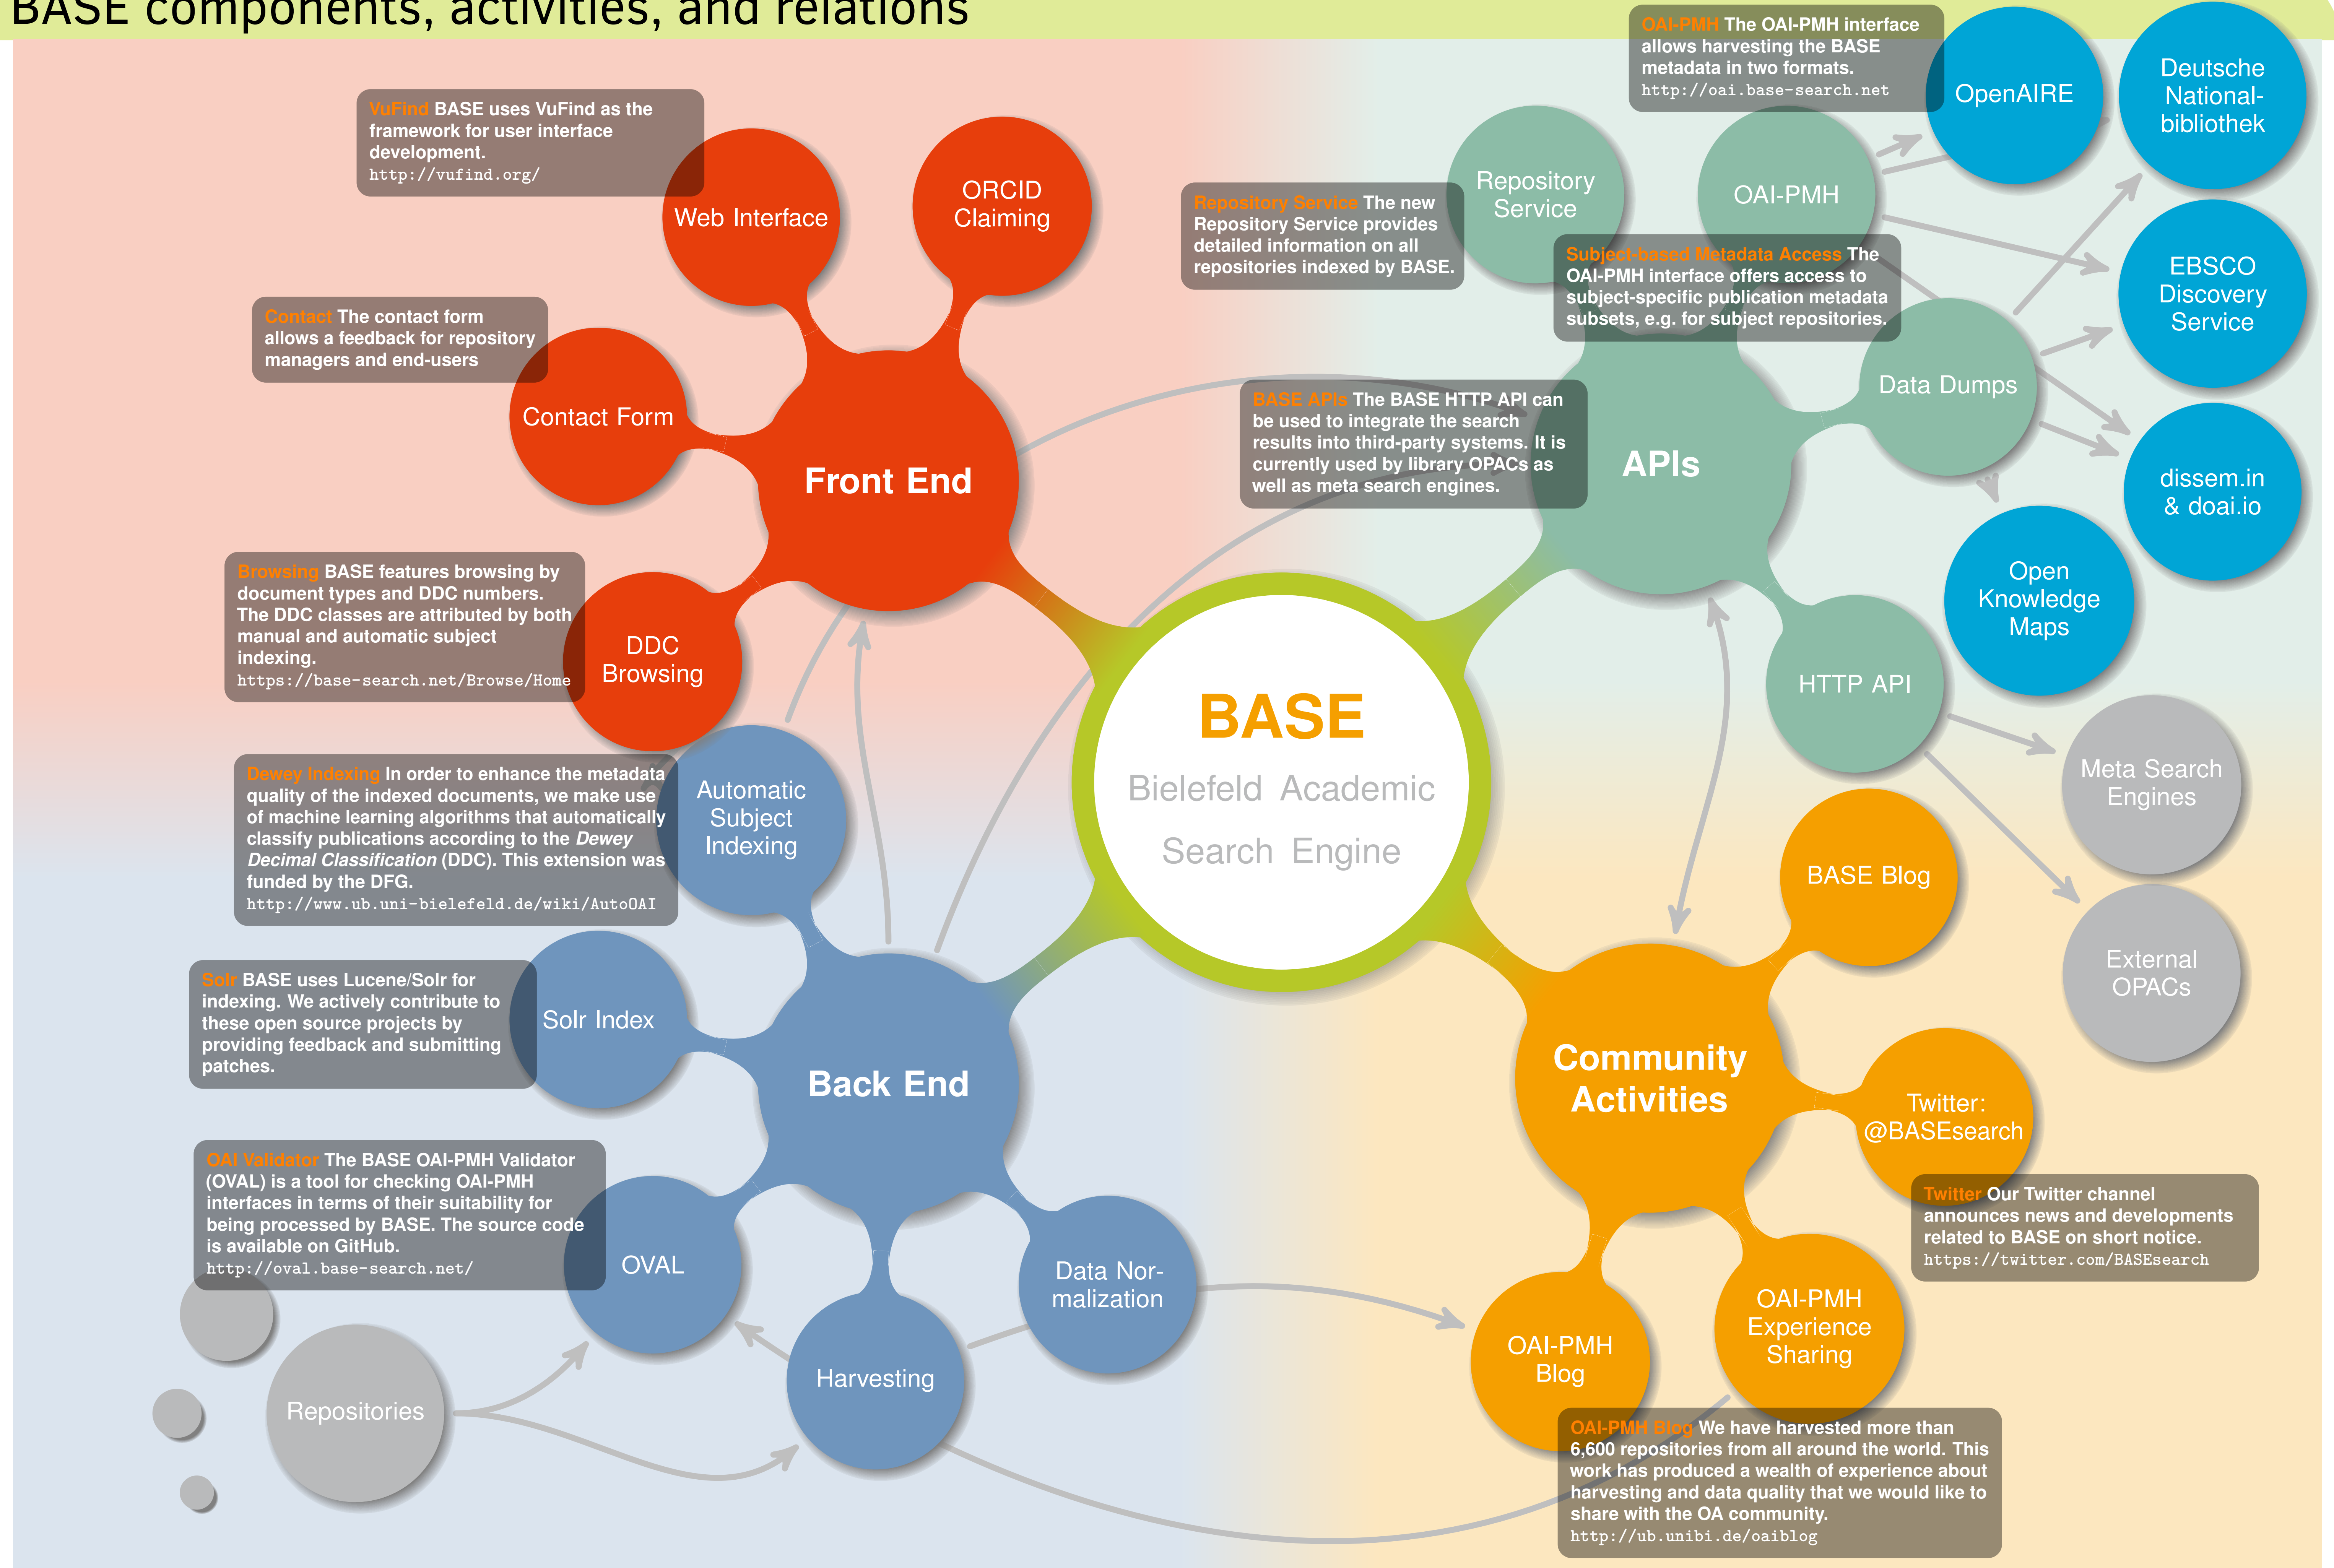 BASE components, activities, and relations
VuFind BASE uses VuFind as the
framework for user interface
development.
http://vufind.org/
Web Interface
ORCID
Claiming
Contact The contact form
allows a feedback for repository
managers and end-users
Contact Form
Front End
Browsing BASE features browsing by
document types and DDC numbers.
The DDC classes are attributed by both
manual and automatic subject
indexing.
https://base-search.net/Browse/Home
DDC
Browsing
OAI-PMH The OAI-PMH interface
allows harvesting the BASE
metadata in two formats.
http://oai.base-search.net
OpenAIRE
Deutsche
National-
bibliothek
Repository
Service
OAI-PMH
Repository Service The new
Repository Service provides
detailed information on all
repositories indexed by BASE.
Subject-based Metadata Access The
OAI-PMH interface offers access to
subject-specific publication metadata
subsets, e.g. for subject repositories.
EBSCO
Discovery
Service
Data Dumps
BASE APIs The BASE HTTP API can
be used to integrate the search
results into third-party systems. It is
currently used by library OPACs as
well as meta search engines.
APIs
dissem.in
& doai.io
Open
Knowledge
Maps
HTTP API
Meta Search
Engines
External
OPACs
BASE
Bielefeld Academic
Search Engine
Dewey Indexing In order to enhance the metadata
quality of the indexed documents, we make use
of machine learning algorithms that automatically
classify publications according to the Dewey
Decimal Classification (DDC). This extension was
funded by the DFG.
http://www.ub.uni-bielefeld.de/wiki/AutoOAI
Automatic
Subject
Indexing
Solr BASE uses Lucene/Solr for
indexing. We actively contribute to
these open source projects by
providing feedback and submitting
patches.
Solr Index
Back End
OAI Validator The BASE OAI-PMH Validator
(OVAL) is a tool for checking OAI-PMH
interfaces in terms of their suitability for
being processed by BASE. The source code
is available on GitHub.
http://oval.base-search.net/
OVAL
Data Nor-
malization
Harvesting
Repositories
BASE Blog
Community
Activities
Twitter:
@BASEsearch
Twitter Our Twitter channel
announces news and developments
related to BASE on short notice.
https://twitter.com/BASEsearch
OAI-PMH
Experience
Sharing
OAI-PMH
Blog
OAI-PMH Blog We have harvested more than
6,600 repositories from all around the world. This
work has produced a wealth of experience about
harvesting and data quality that we would like to
share with the OA community.
http://ub.unibi.de/oaiblog